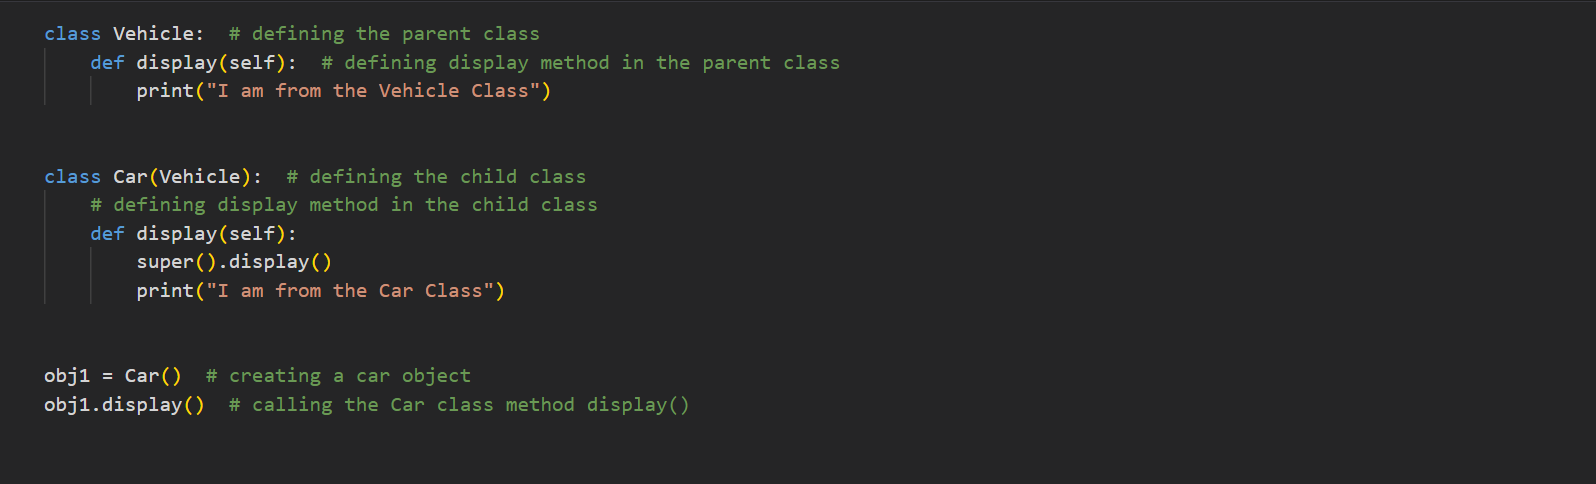 class Vehicle:  # defining the parent class
    def display(self):  # defining display method in the parent class
        print("I am from the Vehicle Class")
class Car(Vehicle):  # defining the child class
    # defining display method in the child class
    def display(self):
        super().display()
        print("I am from the Car Class")
obj1 = Car()  # creating a car object
obj1.display()  # calling the Car class method display()